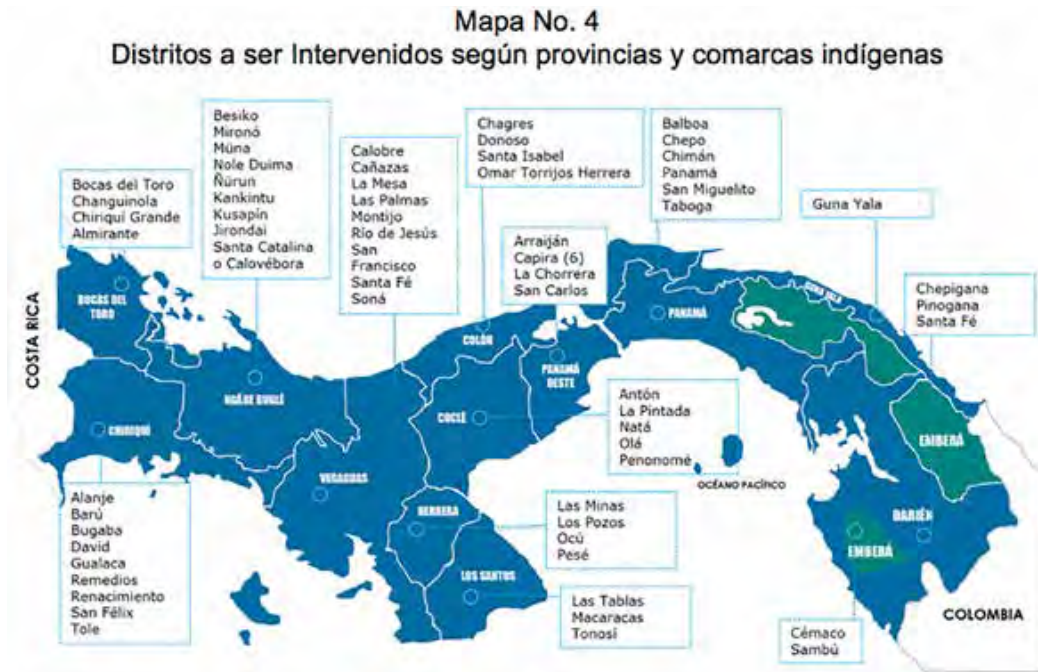 Mapa No. 4
Distritos a ser Intervenidos según provincias y comarcas indígenas
Besiko
Mironó
Müna
Nole Duima
Ñürun
Kankintu
Kusapín
Jirondai
Santa Catalina
o Calovébora
Calobre
Cañazas
La Mesa
Las Palmas
Montijo
Río de Jesús
San
Francisco
Santa Fé
Soná
Chagres
Donoso
Santa Isabel
Omar Torrijos Herrera
Balboa
Chepo
Chimán
Panamá
San Miguelito
Taboga
Bocas del Toro
Changuinola
Chiriquí Grande
Almirante
Guna Yala
Arraiján
Capira (6)
La Chorrera
San Carlos
Chepigana
Pinogana
Santa Fé
COSTA RICA
BOCAS DEL
TORO
NGÄBE BUGLÉ
CHIRIQUÍ
VERAGUAS
COLÓN
COCLÉ
PANAMÁ
OESTE
PANAMÁ
GUNA YALA
Antón
La Pintada
Natá
Olá
Penonomé
OCÉANO PACÍFICO
EMBERÁ
DARIÉN
EMBERÁ
HERRERA
LOS SANTOS
Alanje
Barú
Bugaba
David
Gualaca
Remedios
Renacimiento
San Félix
Tole
Las Minas
Los Pozos
Ocú
Pesé
Las Tablas
Macaracas
Tonosí
Cémaco
Sambú
COLOMBIA